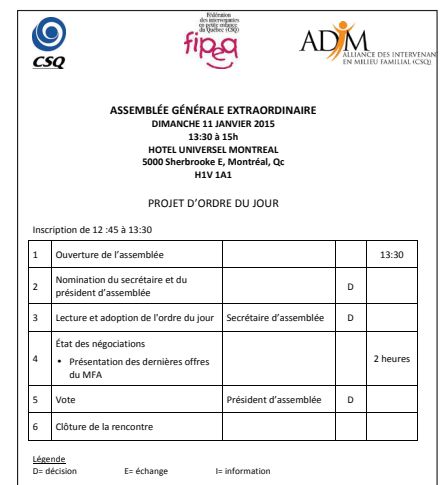 CSQ
Fédération
des intervenantes
en petite enfance
du Québec (CSQ)
fipeq
ADIM
ALLIANCE DES INTERVENAN
EN MILIEU FAMILIAL (CSQ)
ASSEMBLÉE GÉNÉRALE EXTRAORDINAIRE
DIMANCHE 11 JANVIER 2015
13:30 à 15h
HOTEL UNIVERSEL MONTREAL
5000 Sherbrooke E, Montréal, Qc
H1V 1A1
PROJET D'ORDRE DU JOUR
Inscription de 12 :45 à 13:30
1 Ouverture de l'assemblée 13:30
2 Nomination du secrétaire et du
président d'assemblée D
3 Lecture et adoption de l'ordre du jour Secrétaire d'assemblée D
4 État des négociations
• Présentation des dernières offres
du MFA 2 heures
5 Vote Président d'assemblée D
6 Clôture de la rencontre
Légende
D= décision E= échange I= information